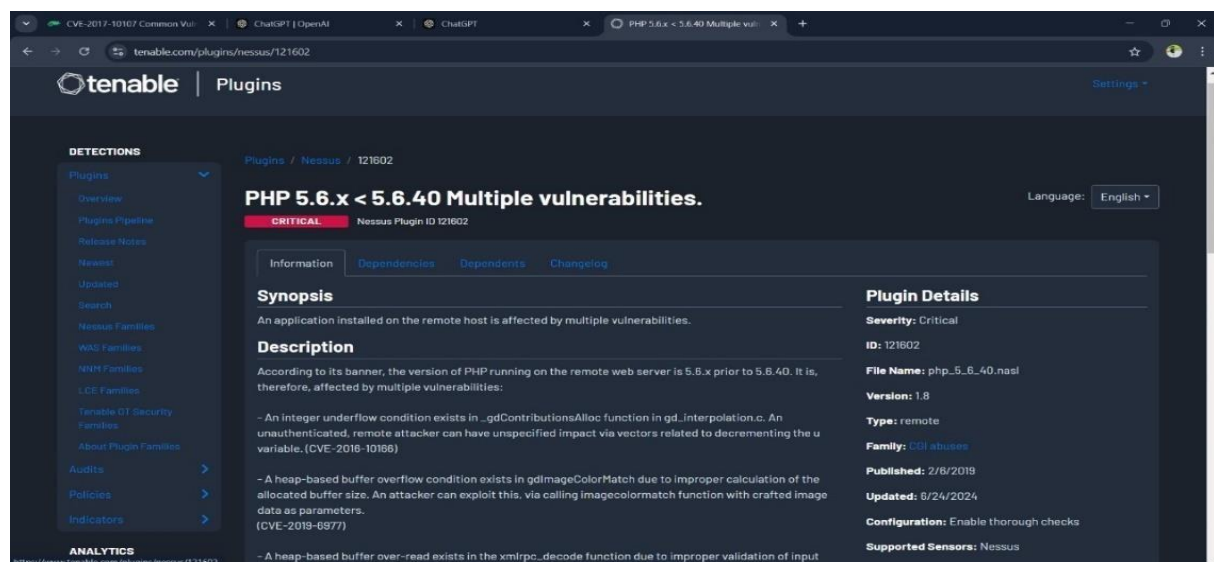 CVE-2017-10107 Common Vuln
ChatGPT | OpenAI
ChatGPT
PHP 5.6.x < 5.6.40 Multiple vuln
tenable.com/plugins/nessus/121602
tenable | Plugins
Settings
DETECTIONS
Plugins
Overview
Plugins Pipeline
Release Notes
Newest
Updated
Search
Nessus Families
WAS Families
NNM Families
LCE Families
Tenable OT Security
Families
About Plugin Families
Audits
Policies
Indicators
ANALYTICS
Plugins / Nessus / 121602
PHP 5.6.x < 5.6.40 Multiple vulnerabilities.
CRITICAL Nessus Plugin ID 121602
Language: English
Information Dependencies Dependents Changelog
Synopsis
An application installed on the remote host is affected by multiple vulnerabilities.
Description
According to its banner, the version of PHP running on the remote web server is 5.6.x prior to 5.6.40. It is,
therefore, affected by multiple vulnerabilities:
- An integer underflow condition exists in _gdContributionsAlloc function in gd_interpolation.c. An
unauthenticated, remote attacker can have unspecified impact via vectors related to decrementing the u
variable. (CVE-2016-10166)
- A heap-based buffer overflow condition exists in gdImageColorMatch due to improper calculation of the
allocated buffer size. An attacker can exploit this, via calling imagecolormatch function with crafted image
data as parameters.
(CVE-2019-6977)
- A heap-based buffer over-read exists in the xmlrpc_decode function due to improper validation of input
Plugin Details
Severity: Critical
ID: 121602
File Name: php_5_6_40.nasl
Version: 1.8
Type: remote
Family: CGI abuses
Published: 2/6/2019
Updated: 6/24/2024
Configuration: Enable thorough checks
Supported Sensors: Nessus
https://www.tenable.com/plugins/nessus/121602